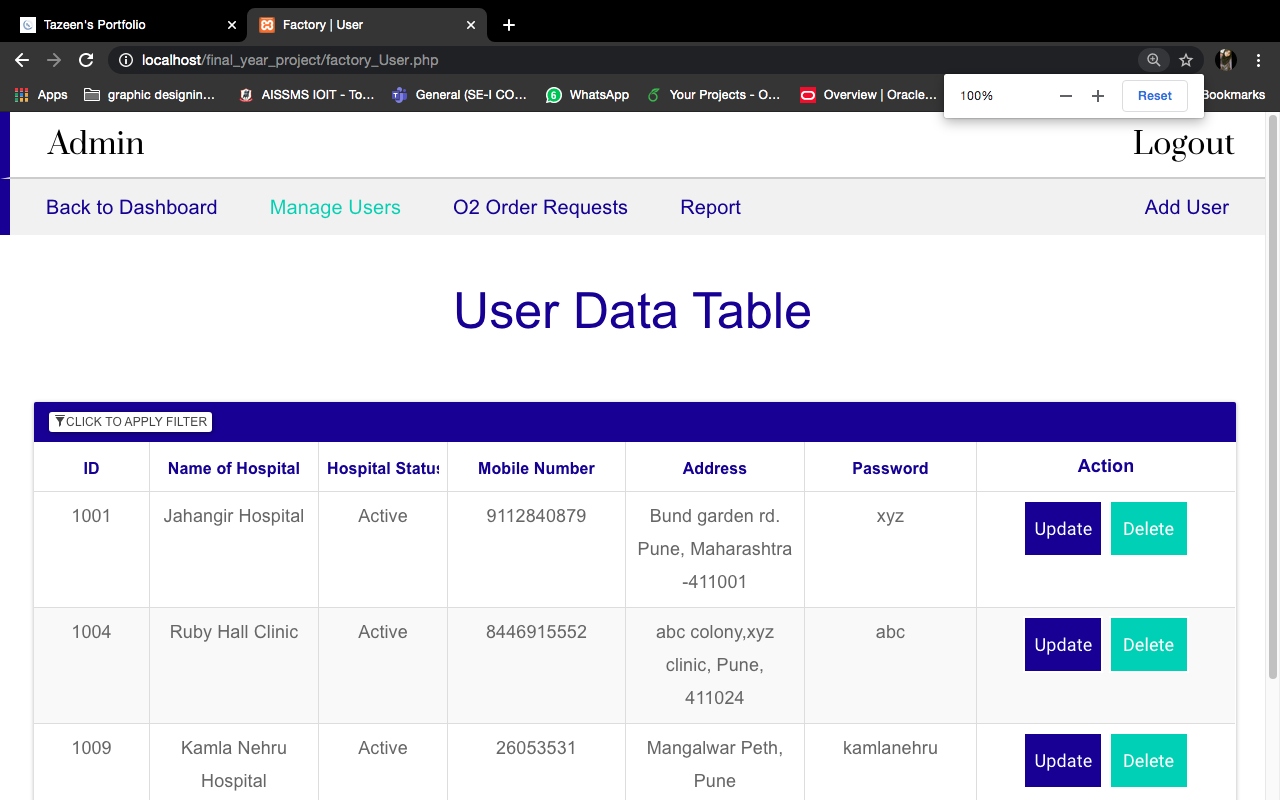 Tazeen's Portfolio
Factory | User
localhost/final_year_project/factory_User.php
Apps
graphic designin...
AISSMS IOIT - To...
General (SE-I CO...
6
WhatsApp
Your Projects - O...
Overview | Oracle...
Bookmarks
100%
Reset
Admin
Logout
Back to Dashboard
Manage Users
O2 Order Requests
Report
Add User
User Data Table
CLICK TO APPLY FILTER
ID
Name of Hospital
Hospital Status
Mobile Number
Address
Password
Action
1001
Jahangir Hospital
Active
9112840879
Bund garden rd.
Pune, Maharashtra
-411001
xyz
Update
Delete
1004
Ruby Hall Clinic
Active
8446915552
abc colony,xyz
clinic, Pune,
411024
abc
Update
Delete
1009
Kamla Nehru
Hospital
Active
26053531
Mangalwar Peth,
Pune
kamlanehru
Update
Delete